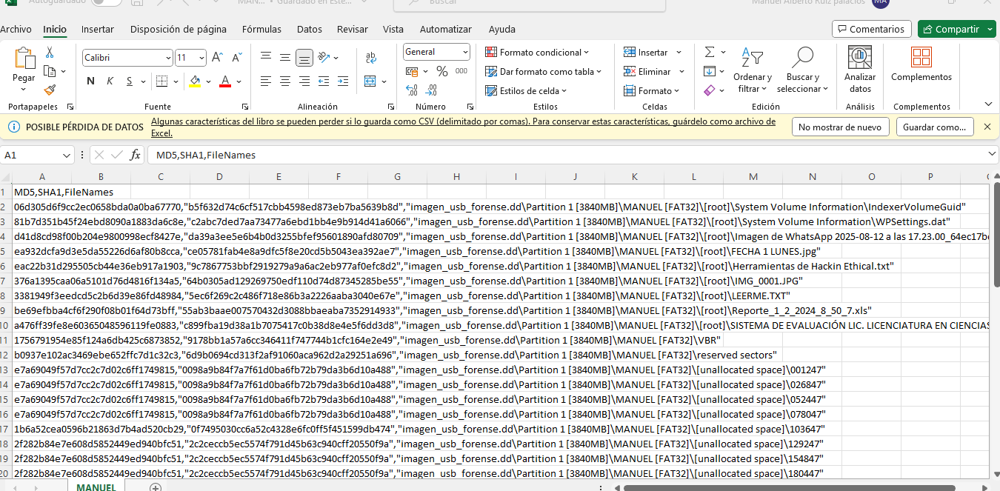 Autoguardado
MAN... • Guardado en Este...
Buscar
Manuel Alberto Ruiz palacios
MA
Archivo Inicio Insertar Disposición de página Fórmulas Datos Revisar Vista Automatizar Ayuda
Comentarios Compartir
Pegar
Calibri 11
N K S
ab
General
% 000
Formato condicional
Dar formato como tabla
Estilos de celda
Insertar
Eliminar
Formato
Ordenar y filtrar
Buscar y seleccionar
Analizar datos
Complementos
Portapapeles Fuente Alineación Número Estilos Celdas Edición Análisis Complementos
POSIBLE PÉRDIDA DE DATOS
Algunas características del libro se pueden perder si lo guarda como CSV (delimitado por comas). Para conservar estas características, guárdelo como archivo de
Excel.
No mostrar de nuevo Guardar como...
A1 fx MD5,SHA1,FileNames
A B C D E F G H I J K L M N O P
1 MD5,SHA1,FileNames
2 06d305d6f9cc2ec0658bda0a0ba67770,"b5f632d74c6cf517cbb4598ed873eb7ba5639b8d","imagen_usb_forense.dd\Partition 1 [3840MB]\MANUEL [FAT32]\[root]\System Volume Information\IndexerVolumeGuid"
3 81b7d351b45f24ebd8090a1883da6c8e,"c2abc7ded7aa73477a6ebd1bb4e9b914d41a6066","imagen_usb_forense.dd\Partition 1 [3840MB]\MANUEL [FAT32]\[root]\System Volume Information\WPSettings.dat"
4 d41d8cd98f00b204e9800998ecf8427e,"da39a3ee5e6b4b0d3255bfef95601890afd80709","imagen_usb_forense.dd\Partition 1 [3840MB]\MANUEL [FAT32]\[root]\Imagen de WhatsApp 2025-08-12 a las 17.23.00_64ec17b
5 ea932dcfa9d3e5da55226d6af80b8cca,"ce05781fab4e8a9dfc5f8e20cd5b5043ea392ae7","imagen_usb_forense.dd\Partition 1 [3840MB]\MANUEL [FAT32]\[root]\FECHA 1 LUNES.jpg"
6 eac22b31d295505cb44e36eb917a1903,"9c7867753bbf2919279a9a6ac2eb977af0efc8d2","imagen_usb_forense.dd\Partition 1 [3840MB]\MANUEL [FAT32]\[root]\Herramientas de Hackin Ethical.txt"
7 376a1395caa06a5101d76d4816f134a5,"64b0305ad129269750edf110d74d87345285be55","imagen_usb_forense.dd\Partition 1 [3840MB]\MANUEL [FAT32]\[root]\IMG_0001.JPG"
8 3381949f3eedcd5c2b6d39e86fd48984,"5ec6f269c2c486f718e86b3a2226aaba3040e67e","imagen_usb_forense.dd\Partition 1 [3840MB]\MANUEL [FAT32]\[root]\LEERME.TXT"
9 be69efbba4cf6f290f08b01f64d73bff,"55ab3baae007570432d3088bbaeaba7352914933","imagen_usb_forense.dd\Partition 1 [3840MB]\MANUEL [FAT32]\[root]\Reporte_1_2_2024_8_50_7.xls"
10 a476ff39fe8e60365048596119fe0883,"c899fba19d38a1b7075417c0b38d8e4e5f6dd3d8","imagen_usb_forense.dd\Partition 1 [3840MB]\MANUEL [FAT32]\[root]\SISTEMA DE EVALUACIÓN LIC. LICENCIATURA EN CIENCIAS
11 1756791954e85f124a6db425c6873852,"9178bb1a57a6cc346411f747744b1cfc164e2e49","imagen_usb_forense.dd\Partition 1 [3840MB]\MANUEL [FAT32]\VBR"
12 b0937e102ac3469ebe652ffc7d1c32c3,"6d9b0694cd313f2af91060aca962d2a29251a696","imagen_usb_forense.dd\Partition 1 [3840MB]\MANUEL [FAT32]\reserved sectors"
13 e7a69049f57d7cc2c7d02c6ff1749815,"0098a9b84f7a7f61d0ba6fb72b79da3b6d10a488","imagen_usb_forense.dd\Partition 1 [3840MB]\MANUEL [FAT32]\[unallocated space]\001247"
14 e7a69049f57d7cc2c7d02c6ff1749815,"0098a9b84f7a7f61d0ba6fb72b79da3b6d10a488","imagen_usb_forense.dd\Partition 1 [3840MB]\MANUEL [FAT32]\[unallocated space]\026847"
15 e7a69049f57d7cc2c7d02c6ff1749815,"0098a9b84f7a7f61d0ba6fb72b79da3b6d10a488","imagen_usb_forense.dd\Partition 1 [3840MB]\MANUEL [FAT32]\[unallocated space]\052447"
16 e7a69049f57d7cc2c7d02c6ff1749815,"0098a9b84f7a7f61d0ba6fb72b79da3b6d10a488","imagen_usb_forense.dd\Partition 1 [3840MB]\MANUEL [FAT32]\[unallocated space]\078047"
17 1b6a52cea0596b21863d7b4ad520cb29,"0f7495030cc6a52c4328e6fc0ff5f451599db474","imagen_usb_forense.dd\Partition 1 [3840MB]\MANUEL [FAT32]\[unallocated space]\103647"
18 2f282b84e7e608d5852449ed940bfc51,"2c2ceccb5ec5574f791d45b63c940cff20550f9a","imagen_usb_forense.dd\Partition 1 [3840MB]\MANUEL [FAT32]\[unallocated space]\129247"
19 2f282b84e7e608d5852449ed940bfc51,"2c2ceccb5ec5574f791d45b63c940cff20550f9a","imagen_usb_forense.dd\Partition 1 [3840MB]\MANUEL [FAT32]\[unallocated space]\154847"
20 2f282b84e7e608d5852449ed940bfc51,"2c2ceccb5ec5574f791d45b63c940cff20550f9a","imagen_usb_forense.dd\Partition 1 [3840MB]\MANUEL [FAT32]\[unallocated space]\180447"
MANUEL